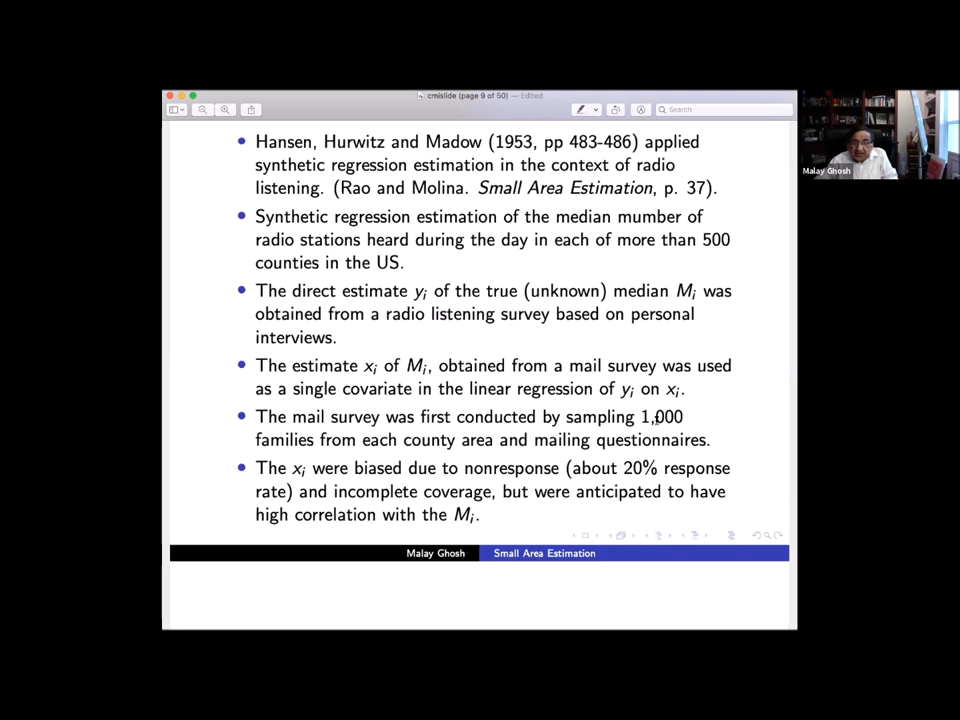 cmislide (page 9 of 50) — Edited
Search
• Hansen, Hurwitz and Madow (1953, pp 483-486) applied
synthetic regression estimation in the context of radio
listening. (Rao and Molina. Small Area Estimation, p. 37).
• Synthetic regression estimation of the median mumber of
radio stations heard during the day in each of more than 500
counties in the US.
• The direct estimate yᵢ of the true (unknown) median Mᵢ was
obtained from a radio listening survey based on personal
interviews.
• The estimate xᵢ of Mᵢ, obtained from a mail survey was used
as a single covariate in the linear regression of yᵢ on xᵢ.
• The mail survey was first conducted by sampling 1,000
families from each county area and mailing questionnaires.
• The xᵢ were biased due to nonresponse (about 20% response
rate) and incomplete coverage, but were anticipated to have
high correlation with the Mᵢ.
Malay Ghosh Small Area Estimation
Malay Ghosh